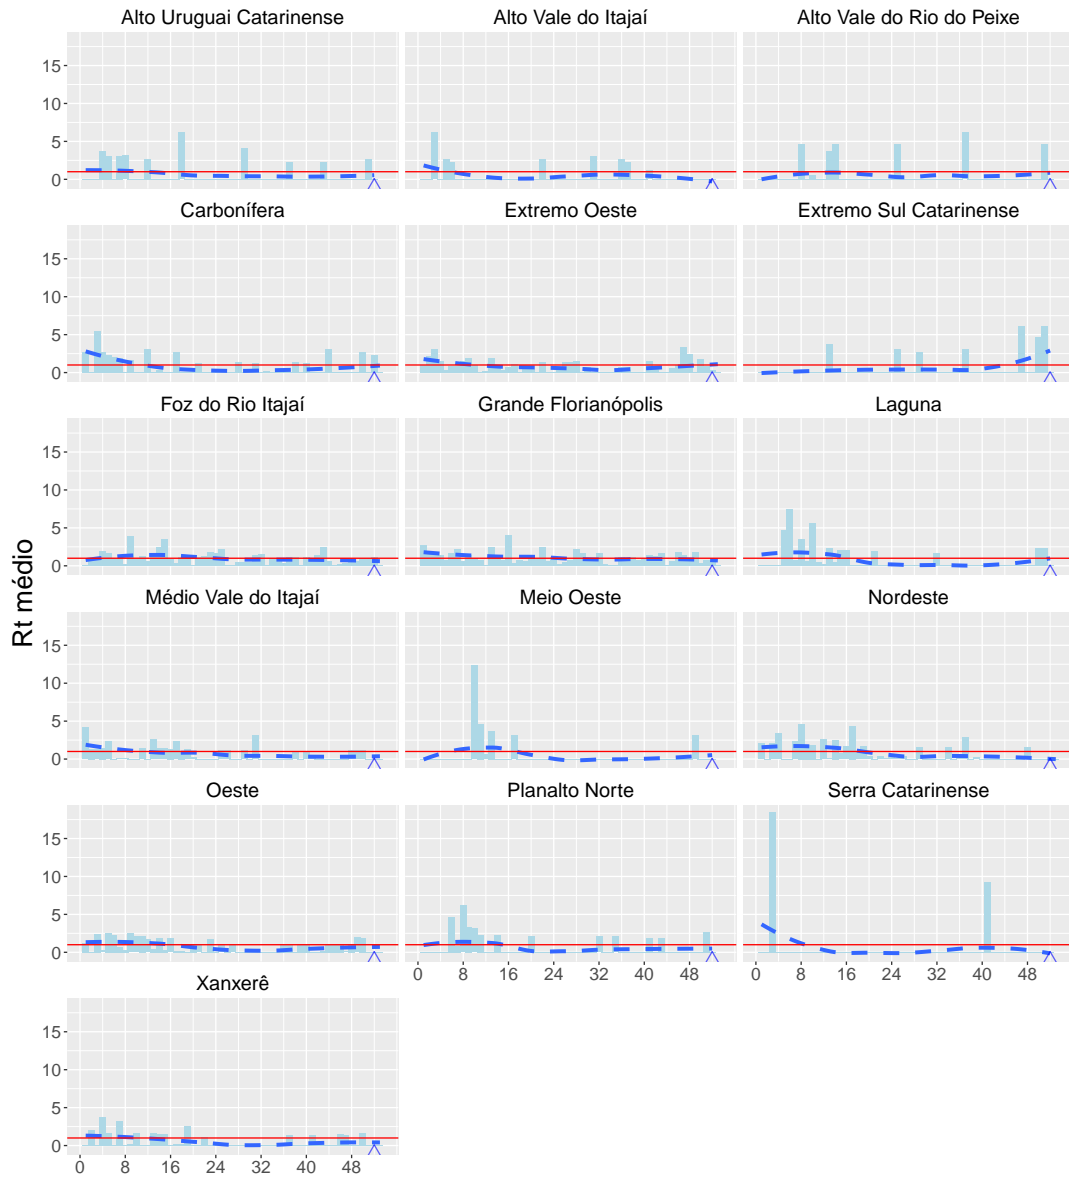 Alto Uruguai Catarinense Alto Vale do Itajaí Alto Vale do Rio do Peixe
15
10
5
0
Carbonífera Extremo Oeste Extremo Sul Catarinense
15
10
5
0
Foz do Rio Itajaí Grande Florianópolis Laguna
15
10
5
0
Rt médio
Médio Vale do Itajaí Meio Oeste Nordeste
15
10
5
0
Oeste Planalto Norte Serra Catarinense
15
10
5
0
0 8 16 24 32 40 48 0 8 16 24 32 40 48
Xanxerê
15
10
5
0
0 8 16 24 32 40 48